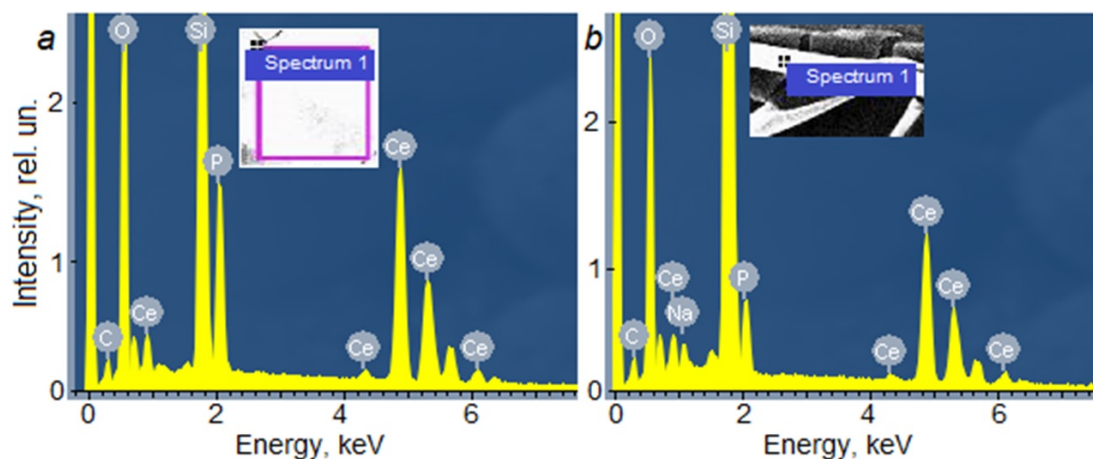 a
O
Si
Spectrum 1
P
Ce
Ce
Ce
C
Ce
Ce
2
1
0
0 2 4 6
Intensity, rel. un.
Energy, keV
b
O
Si
Spectrum 1
Ce
P
Ce
Ce
Na
C
Ce
Ce
2
1
0
0 2 4 6
Energy, keV